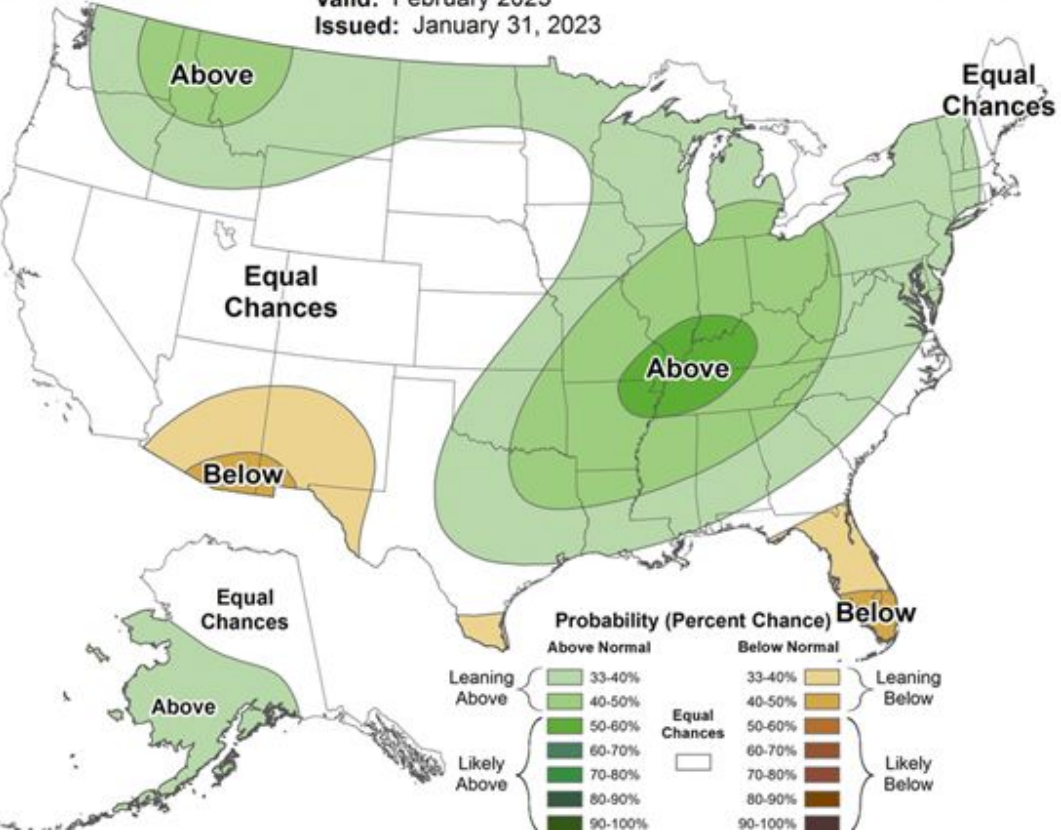 Valid: February 2023
Issued: January 31, 2023
Above
Equal
Chances
Equal
Chances
Above
Below
Below
Equal
Chances
Above
Probability (Percent Chance)
Above Normal
Below Normal
Leaning
Above
33-40%
40-50%
Likely
Above
50-60%
60-70%
70-80%
80-90%
90-100%
Equal
Chances
33-40%
40-50%
Leaning
Below
50-60%
60-70%
70-80%
80-90%
90-100%
Likely
Below